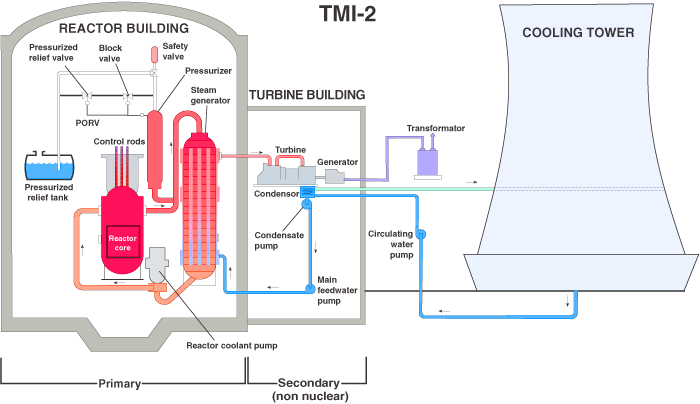 TMI-2
REACTOR BUILDING
COOLING TOWER
Pressurized
relief valve
Block
valve
Safety
valve
Pressurizer
Steam
generator
TURBINE BUILDING
PORV
Control rods
Turbine
Generator
Transformator
Pressurized
relief tank
Condensor
Condensate
pump
Circulating
water
pump
Reactor
core
Main
feedwater
pump
Reactor coolant pump
Primary
Secondary
(non nuclear)